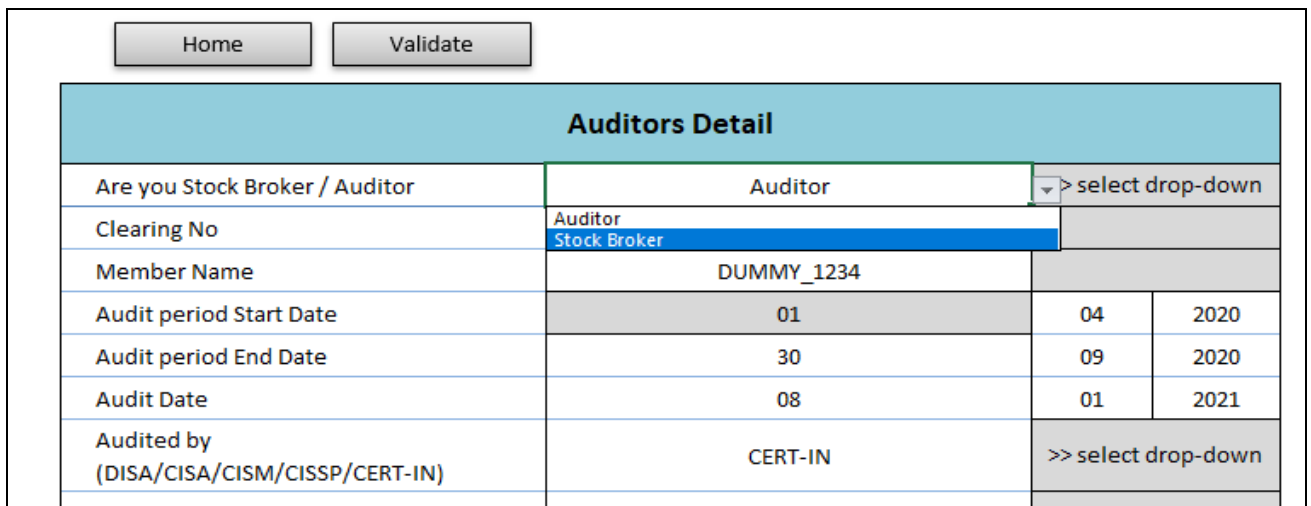 Home Validate
Auditors Detail
Are you Stock Broker / Auditor Auditor > select drop-down
Clearing No Auditor
Stock Broker
Member Name DUMMY_1234
Audit period Start Date 01 04 2020
Audit period End Date 30 09 2020
Audit Date 08 01 2021
Audited by
(DISA/CISA/CISM/CISSP/CERT-IN) CERT-IN >> select drop-down